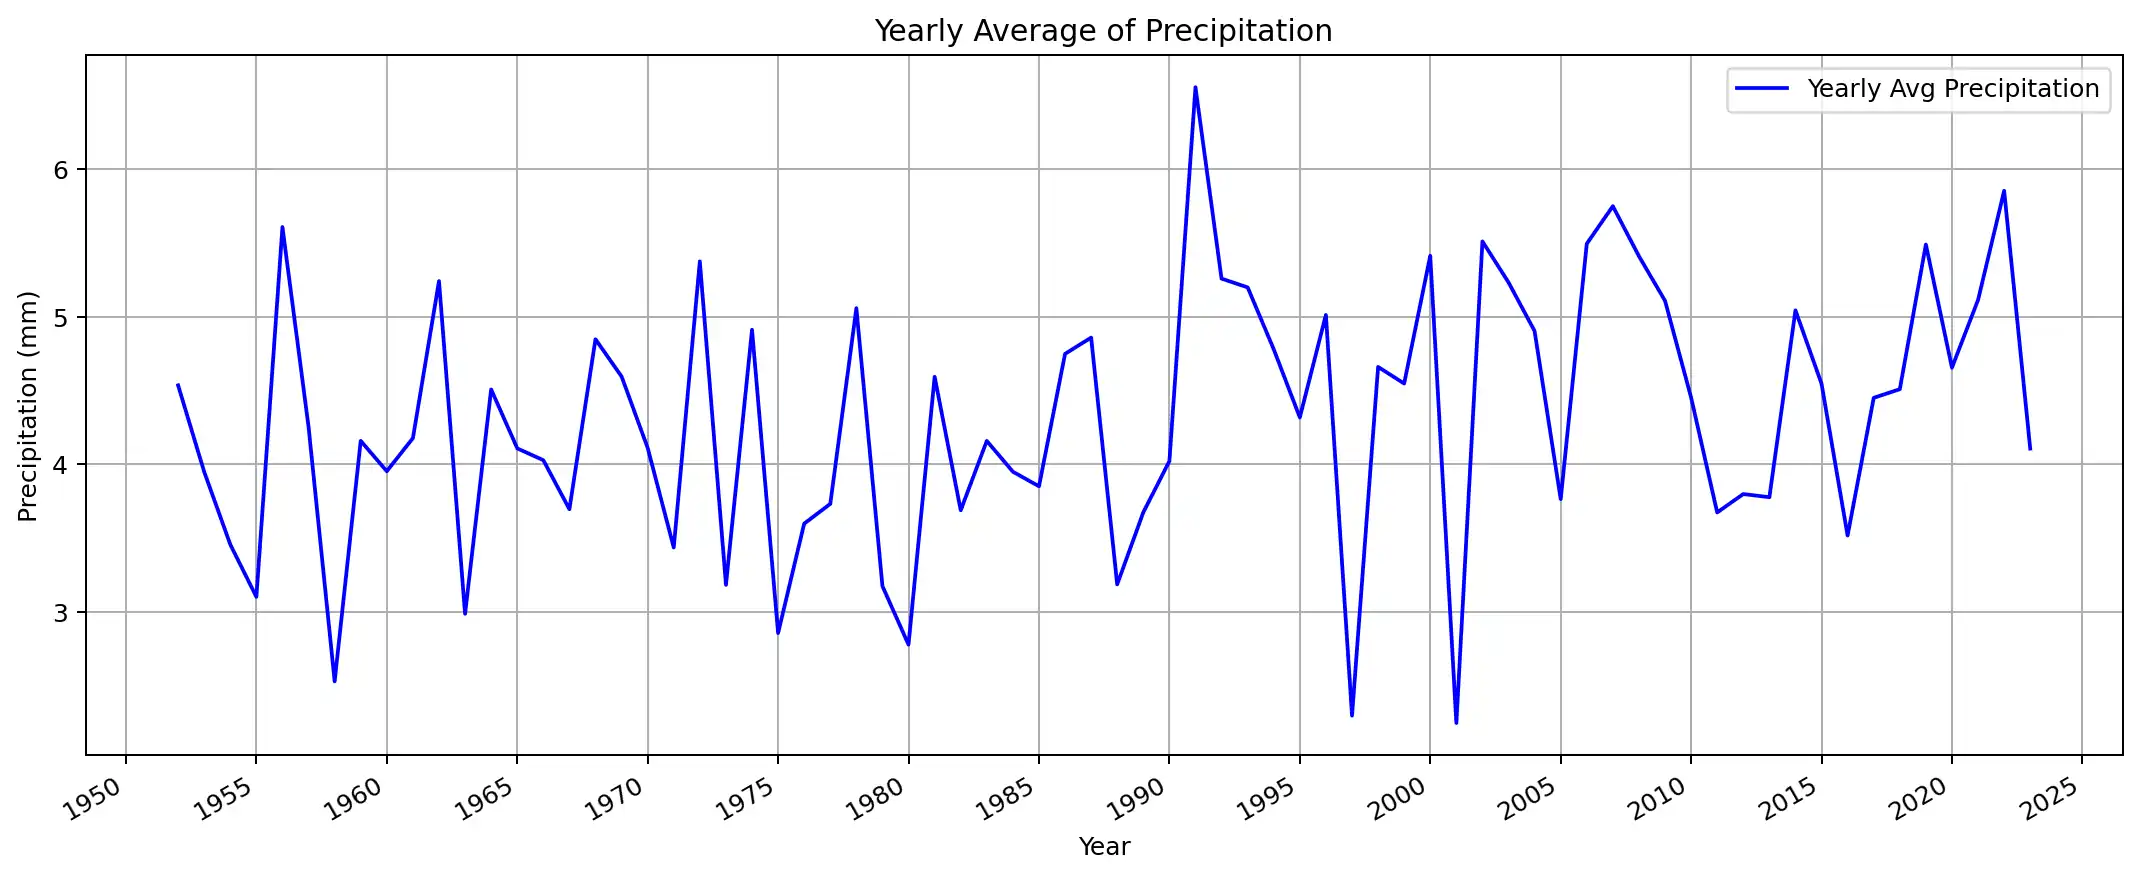 Yearly Average of Precipitation
Yearly Avg Precipitation
Precipitation (mm)
6
5
4
3
1950 1955 1960 1965 1970 1975 1980 1985 1990 1995 2000 2005 2010 2015 2020 2025
Year